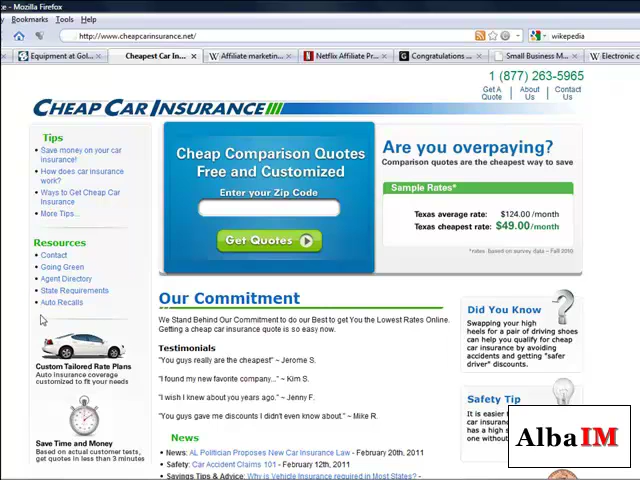 e - Mozilla Firefox
Bookmarks Tools Help
http://www.cheapcarinsurance.net/
wikepedia
Equipment at Gol...
Cheapest Car In...
Affiliate marketin...
Netflix Affiliate Pr...
Congratulations ...
Small Business M...
Electronic c
1 (877) 263-5965
Get A Quote
About Us
Contact Us
CHEAP CAR INSURANCE
Tips
Save money on your car
insurance!
How does car insurance
work?
Ways to Get Cheap Car
Insurance
More Tips...
Resources
Contact
Going Green
Agent Directory
State Requirements
Auto Recalls
Custom Tailored Rate Plans
Auto insurance coverage
customized to fit your needs
Save Time and Money
Based on actual customer tests,
get quotes in less than 3 minutes
Cheap Comparison Quotes
Free and Customized
Enter your Zip Code
Get Quotes
Are you overpaying?
Comparison quotes are the cheapest way to save
Sample Rates*
Texas average rate: $124.00 /month
Texas cheapest rate: $49.00/month
*rates based on survey data - Fall 2010
Our Commitment
We Stand Behind Our Commitment to do our Best to Get You the Lowest Rates Online.
Getting a cheap car insurance quote is so easy now.
Testimonials
"You guys really are the cheapest" ~ Jerome S.
"I found my new favorite company..." ~ Kim S.
"I wish I knew about you years ago." ~ Jenny F.
"You guys gave me discounts I didn't even know about." ~ Mike R.
News
News: AL Politician Proposes New Car Insurance Law - February 20th, 2011
Safety: Car Accident Claims 101 - February 12th, 2011
Savings Tips & Advice: Why is Vehicle Insurance required in Most States? -
Did You Know
Swapping your high
heels for a pair of driving shoes
can help you qualify for cheap
car insurance by avoiding
accidents and getting "safer
driver" discounts.
Safety Tip
It is easier
car insuranc
has a high s
one without
AlbaIM